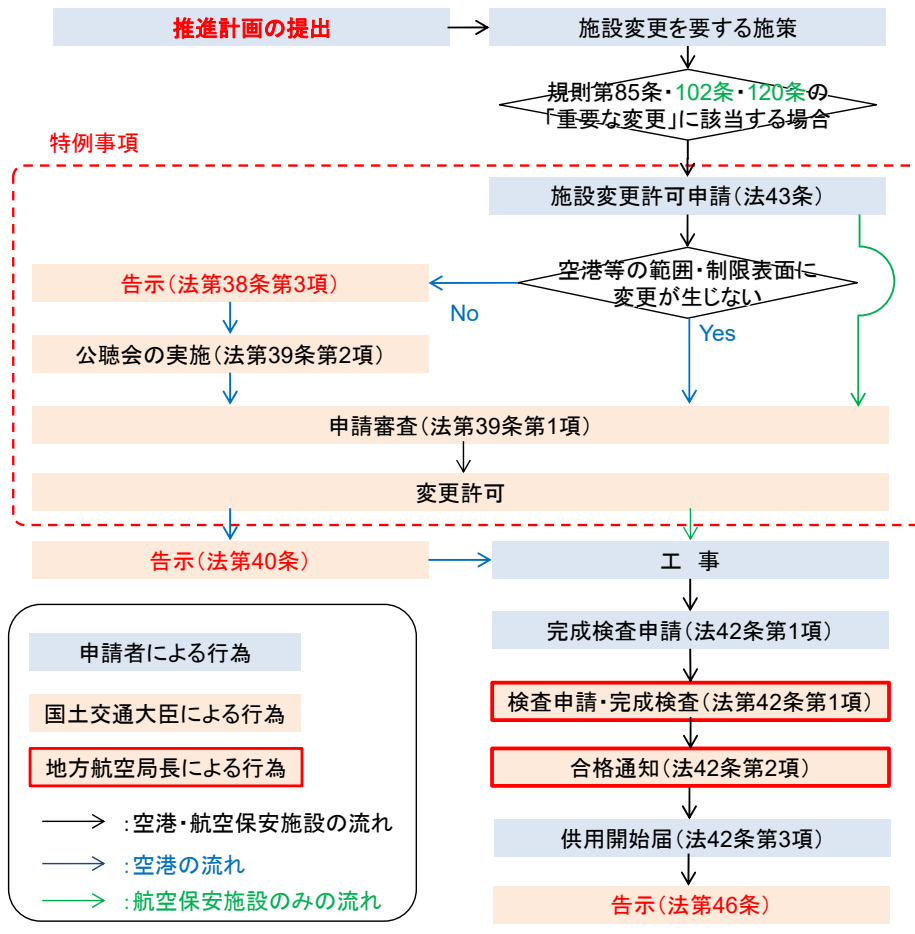 推進計画の提出
施設変更を要する施策
規則第85条・102条・120条の
「重要な変更」に該当する場合
特例事項
施設変更許可申請(法43条)
空港等の範囲・制限表面に
変更が生じない
告示(法第38条第3項)
No
Yes
公聴会の実施(法第39条第2項)
申請審査(法第39条第1項)
変更許可
告示(法第40条)
工 事
完成検査申請(法42条第1項)
検査申請・完成検査(法第42条第1項)
合格通知(法42条第2項)
供用開始届(法42条第3項)
告示(法第46条)
申請者による行為
国土交通大臣による行為
地方航空局長による行為
:空港・航空保安施設の流れ
:空港の流れ
:航空保安施設のみの流れ